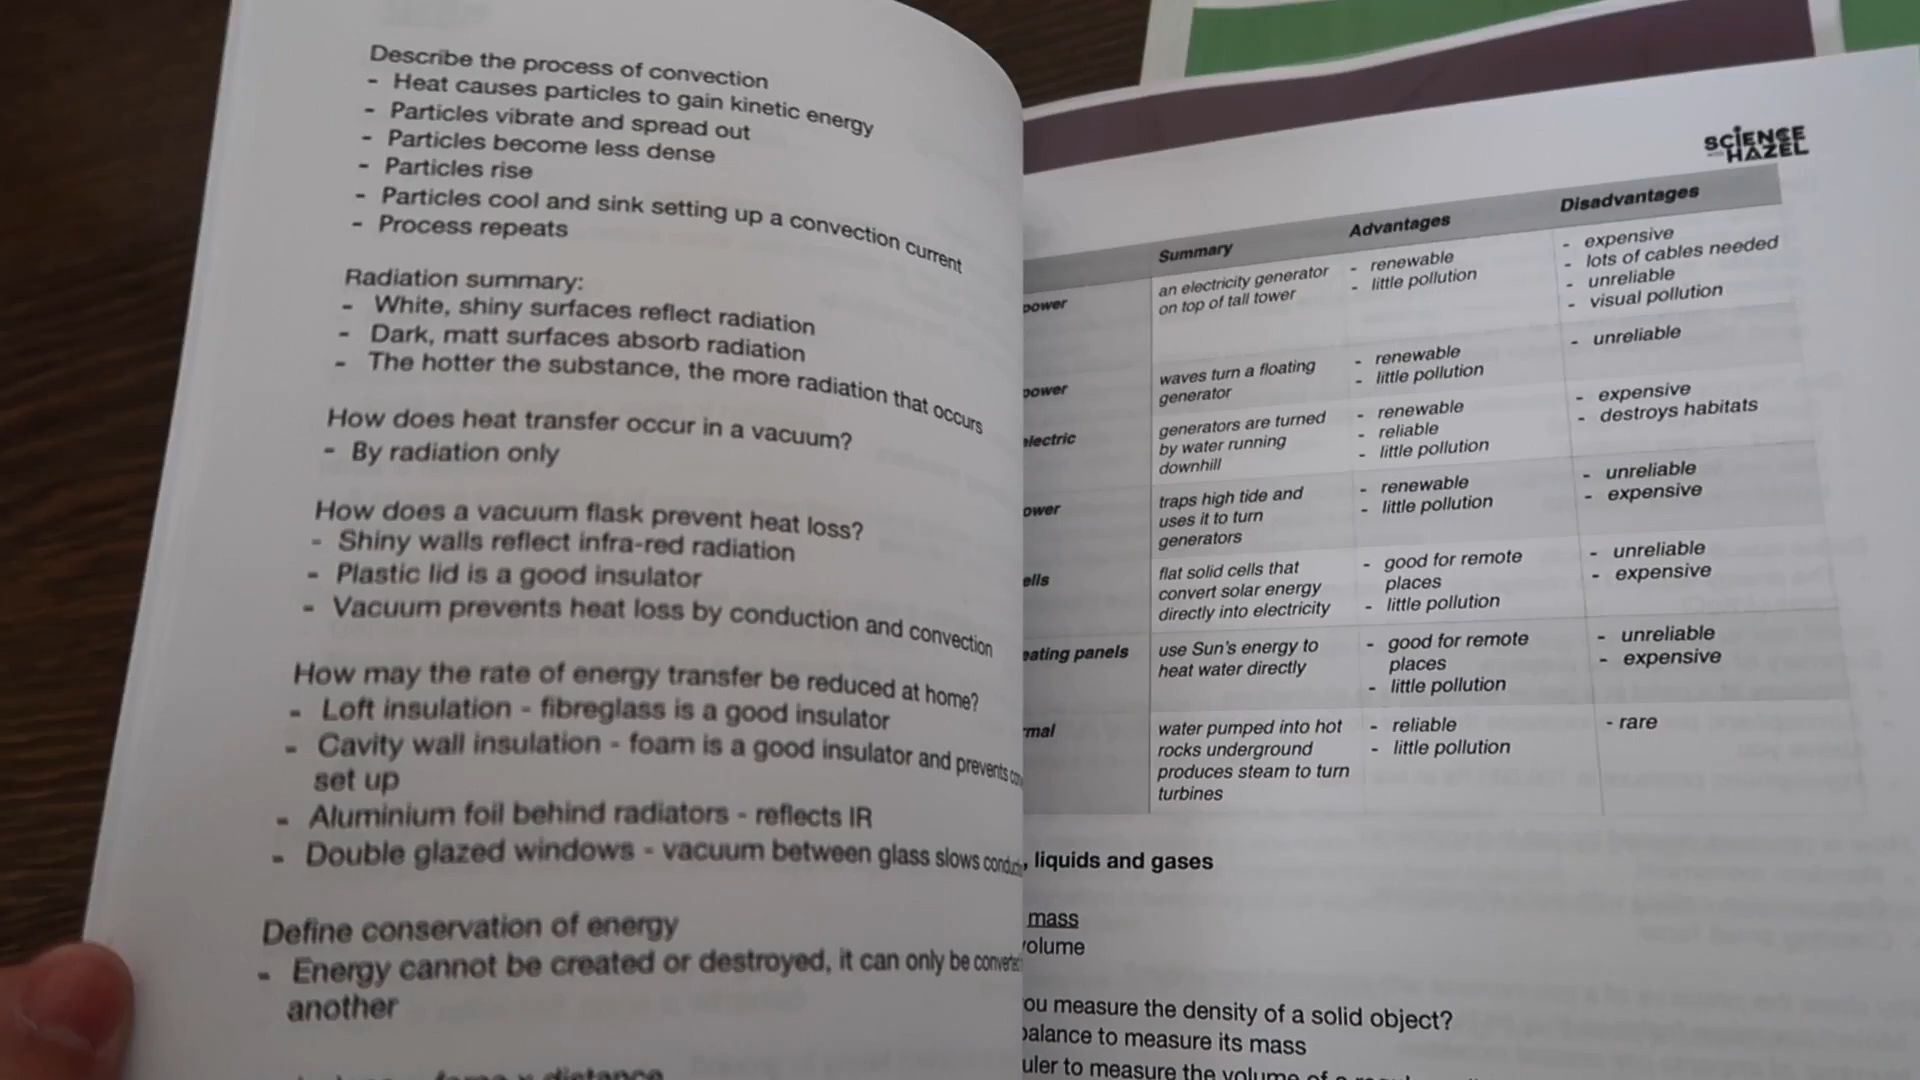 Describe the process of convection
- Heat causes particles to gain kinetic energy
- Particles vibrate and spread out
- Particles become less dense
- Particles rise
- Particles cool and sink setting up a convection current
- Process repeats
Radiation summary:
- White, shiny surfaces reflect radiation
- Dark, matt surfaces absorb radiation
- The hotter the substance, the more radiation that occurs
How does heat transfer occur in a vacuum?
- By radiation only
How does a vacuum flask prevent heat loss?
- Shiny walls reflect infra-red radiation
- Plastic lid is a good insulator
- Vacuum prevents heat loss by conduction and convection
How may the rate of energy transfer be reduced at home?
- Loft insulation - fibreglass is a good insulator
- Cavity wall insulation - foam is a good insulator and prevents
set up
- Aluminium foil behind radiators - reflects IR
- Double glazed windows - vacuum between glass slows
Define conservation of energy
- Energy cannot be created or destroyed, it can only be
another
distance
SCIENCE
HAZEL
Summary Advantages Disadvantages
power
an electricity generator
on top of tall tower
- renewable
- little pollution
- expensive
- lots of cables needed
- unreliable
- visual pollution
power
waves turn a floating
generator
- renewable
- little pollution
- unreliable
electric
generators are turned
by water running
downhill
- renewable
- reliable
- little pollution
- expensive
- destroys habitats
ower
traps high tide and
uses it to turn
generators
- renewable
- little pollution
- unreliable
- expensive
ells
flat solid cells that
convert solar energy
directly into electricity
- good for remote
places
- little pollution
- unreliable
- expensive
eating panels
use Sun's energy to
heat water directly
- good for remote
places
- little pollution
- unreliable
- expensive
rmal
water pumped into hot
rocks underground
produces steam to turn
turbines
- reliable
- little pollution
- rare
, liquids and gases
mass
volume
ou measure the density of a solid object?
balance to measure its mass
uler to measure the volume of a